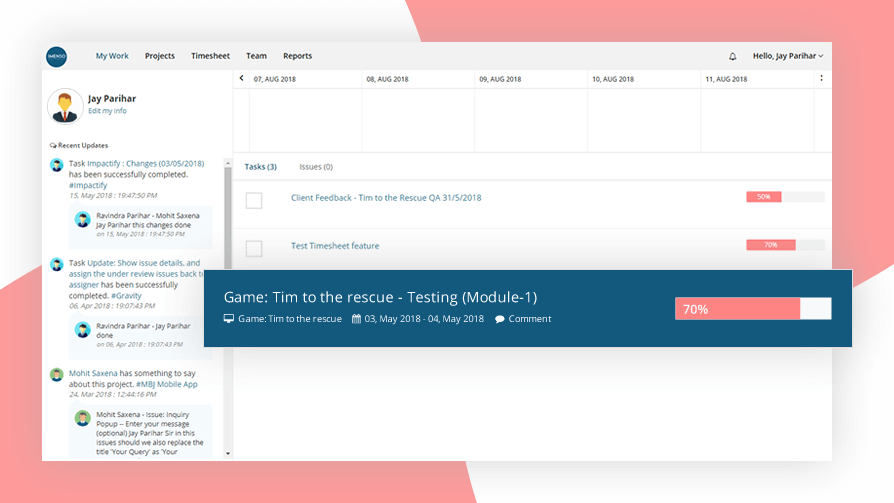 IMENSO
My Work Projects Timesheet Team Reports
Hello, Jay Parihar
Jay Parihar
Edit my info
Recent Updates
Task Impactify : Changes (03/05/2018)
has been successfully completed.
#Impactify
15, May 2018 : 19:47:50 PM
Ravindra Parihar - Mohit Saxena
Jay Parihar this changes done
on 15, May 2018 : 19:47:50 PM
Task Update: Show issue details, and
assign the under review issues back to
assigner has been successfully
completed. #Gravity
06, Apr 2018 : 19:07:43 PM
Ravindra Parihar - Jay Parihar
done
on 06, Apr 2018 : 19:07:43 PM
Mohit Saxena has something to say
about this project. #MBJ Mobile App
24, Mar 2018 : 12:44:16 PM
Mohit Saxena - Issue: Inquiry
Popup -- Enter your message
(optional) Jay Parihar Sir in this
issues should we also replace the
title 'Your Query' as 'Your
07, AUG 2018 08, AUG 2018 09, AUG 2018 10, AUG 2018 11, AUG 2018
Tasks (3) Issues (0)
Client Feedback - Tim to the Rescue QA 31/5/2018 50%
Test Timesheet feature 70%
Game: Tim to the rescue - Testing (Module-1)
Game: Tim to the rescue 03, May 2018 - 04, May 2018 Comment
70%